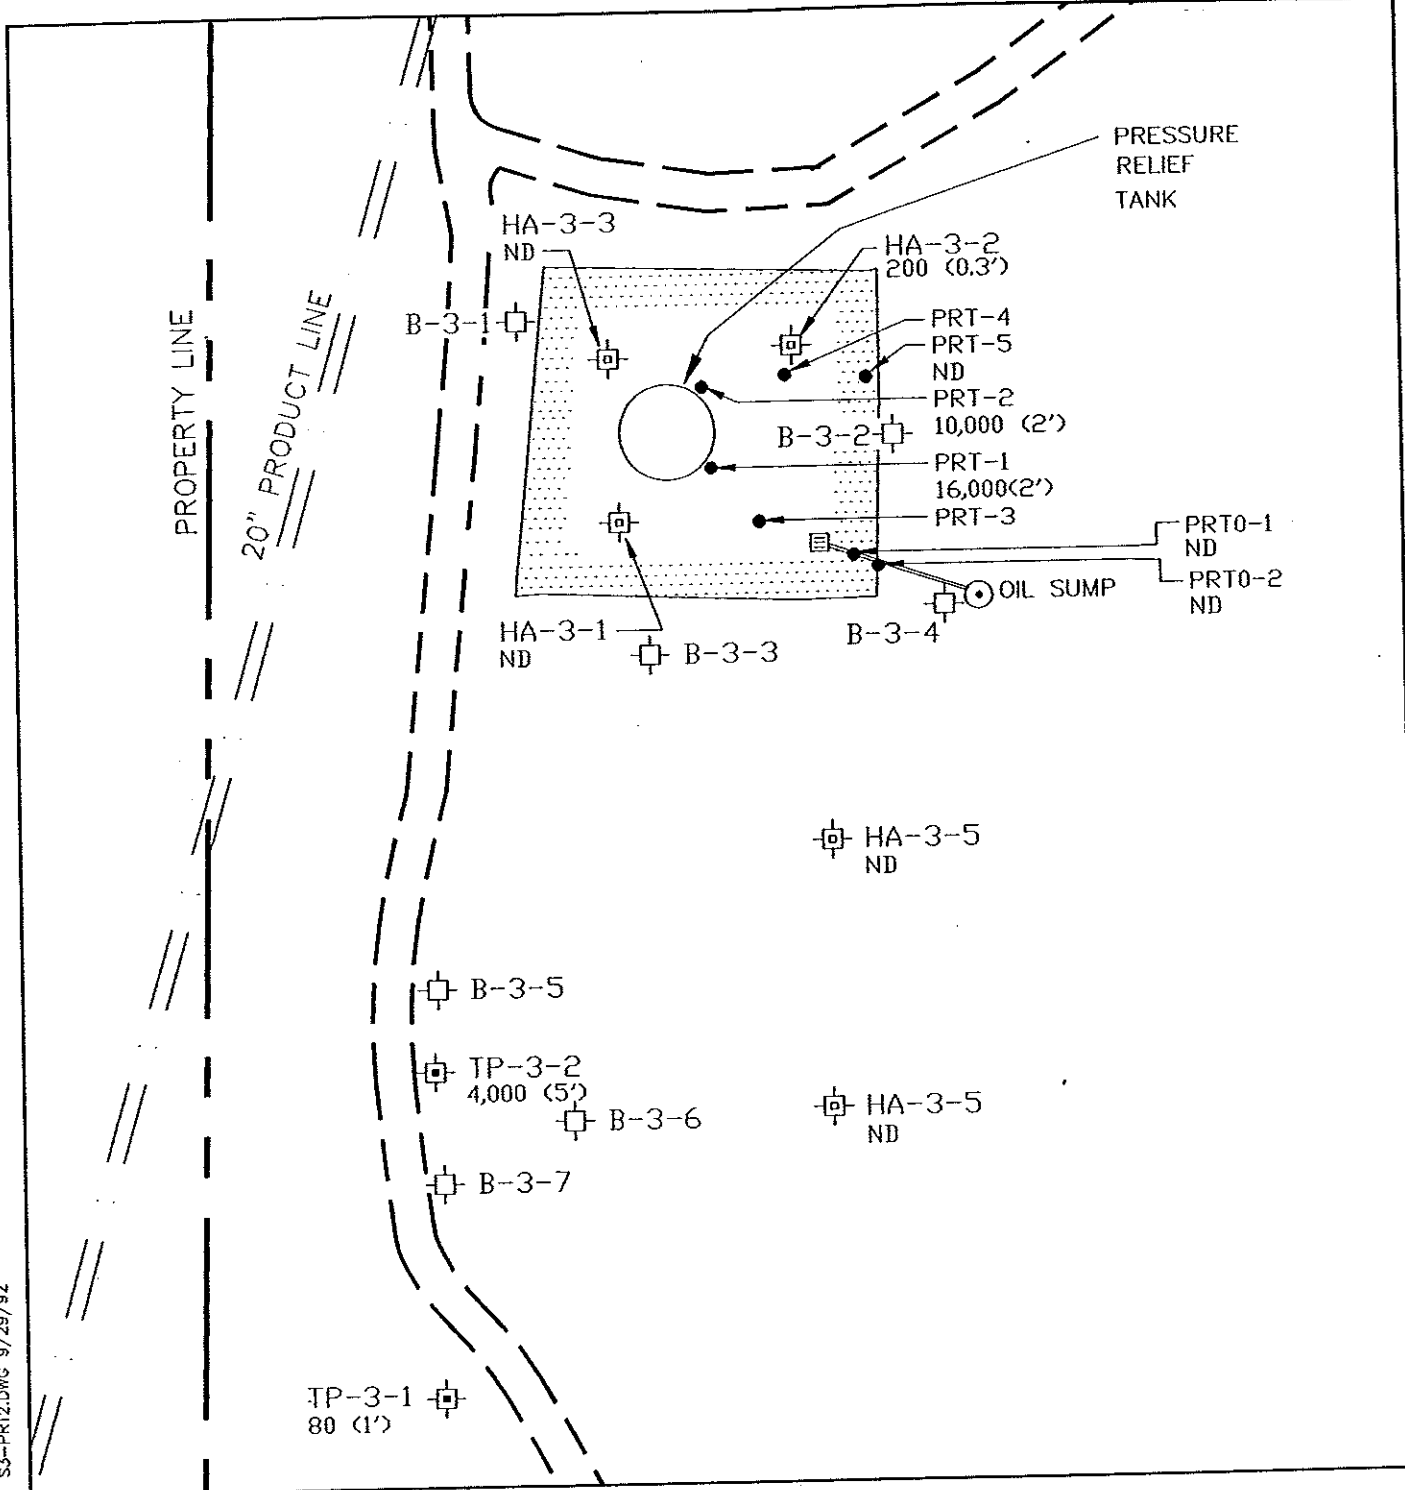 PRESSURE
RELIEF
TANK
HA-3-3
ND
HA-3-2
200 (0.3')
B-3-1
PRT-4
PRT-5
ND
PRT-2
10,000 (2')
B-3-2
PRT-1
16,000(2')
PRT-3
PRTO-1
ND
PRTO-2
ND
OIL SUMP
B-3-4
HA-3-1
ND
B-3-3
PROPERTY LINE
20" PRODUCT LINE
HA-3-5
ND
B-3-5
TP-3-2
4,000 (5')
B-3-6
HA-3-5
ND
B-3-7
TP-3-1
80 (1')
S3-PRT2.DWG 9/29/92